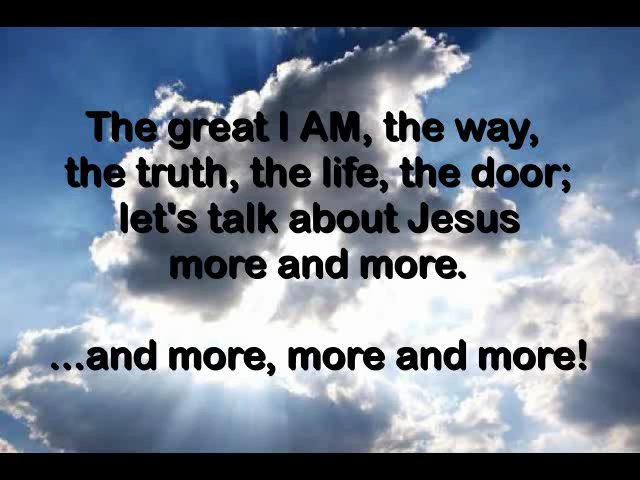 The great I AM, the way,
the truth, the life, the door;
let's talk about Jesus
more and more.
...and more, more and more!